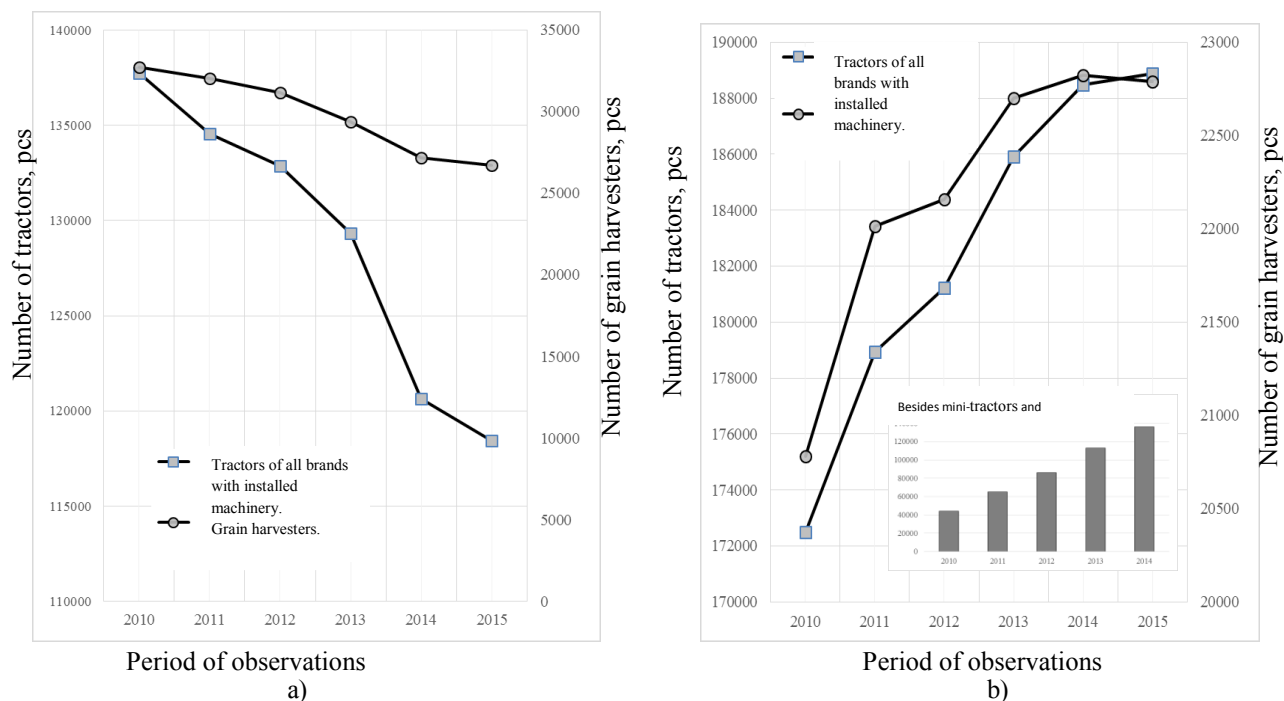 Number of tractors, pcs
140000
135000
130000
125000
120000
115000
110000
35000
30000
25000
20000
15000
10000
5000
0
Number of grain harvesters, pcs
Tractors of all brands
with installed
machinery.
Grain harvesters.
2010 2011 2012 2013 2014 2015
Period of observations
a)
Number of tractors, pcs
190000
188000
186000
184000
182000
180000
178000
176000
174000
172000
170000
23000
22500
22000
21500
21000
20500
20000
Number of grain harvesters, pcs
Tractors of all
brands with
installed
machinery.
Besides mini-tractors and
140000
120000
100000
80000
60000
40000
20000
0
2010 2011 2012 2013 2014
2010 2011 2012 2013 2014 2015
Period of observations
b)